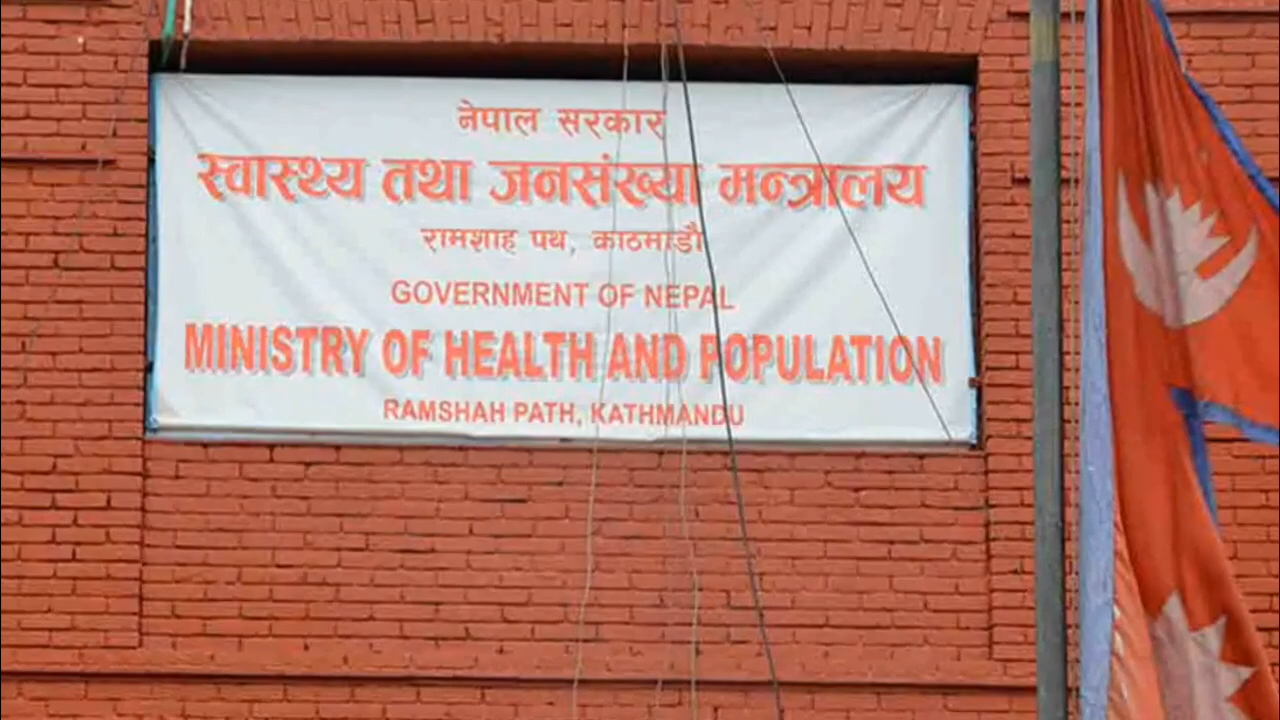 नेपाल सरकार
स्वास्थ्य तथा जनसंख्या मन्त्रालय
रामशाह पथ, काठमाडौं
GOVERNMENT OF NEPAL
MINISTRY OF HEALTH AND POPULATION
RAMSHAH PATH, KATHMANDU